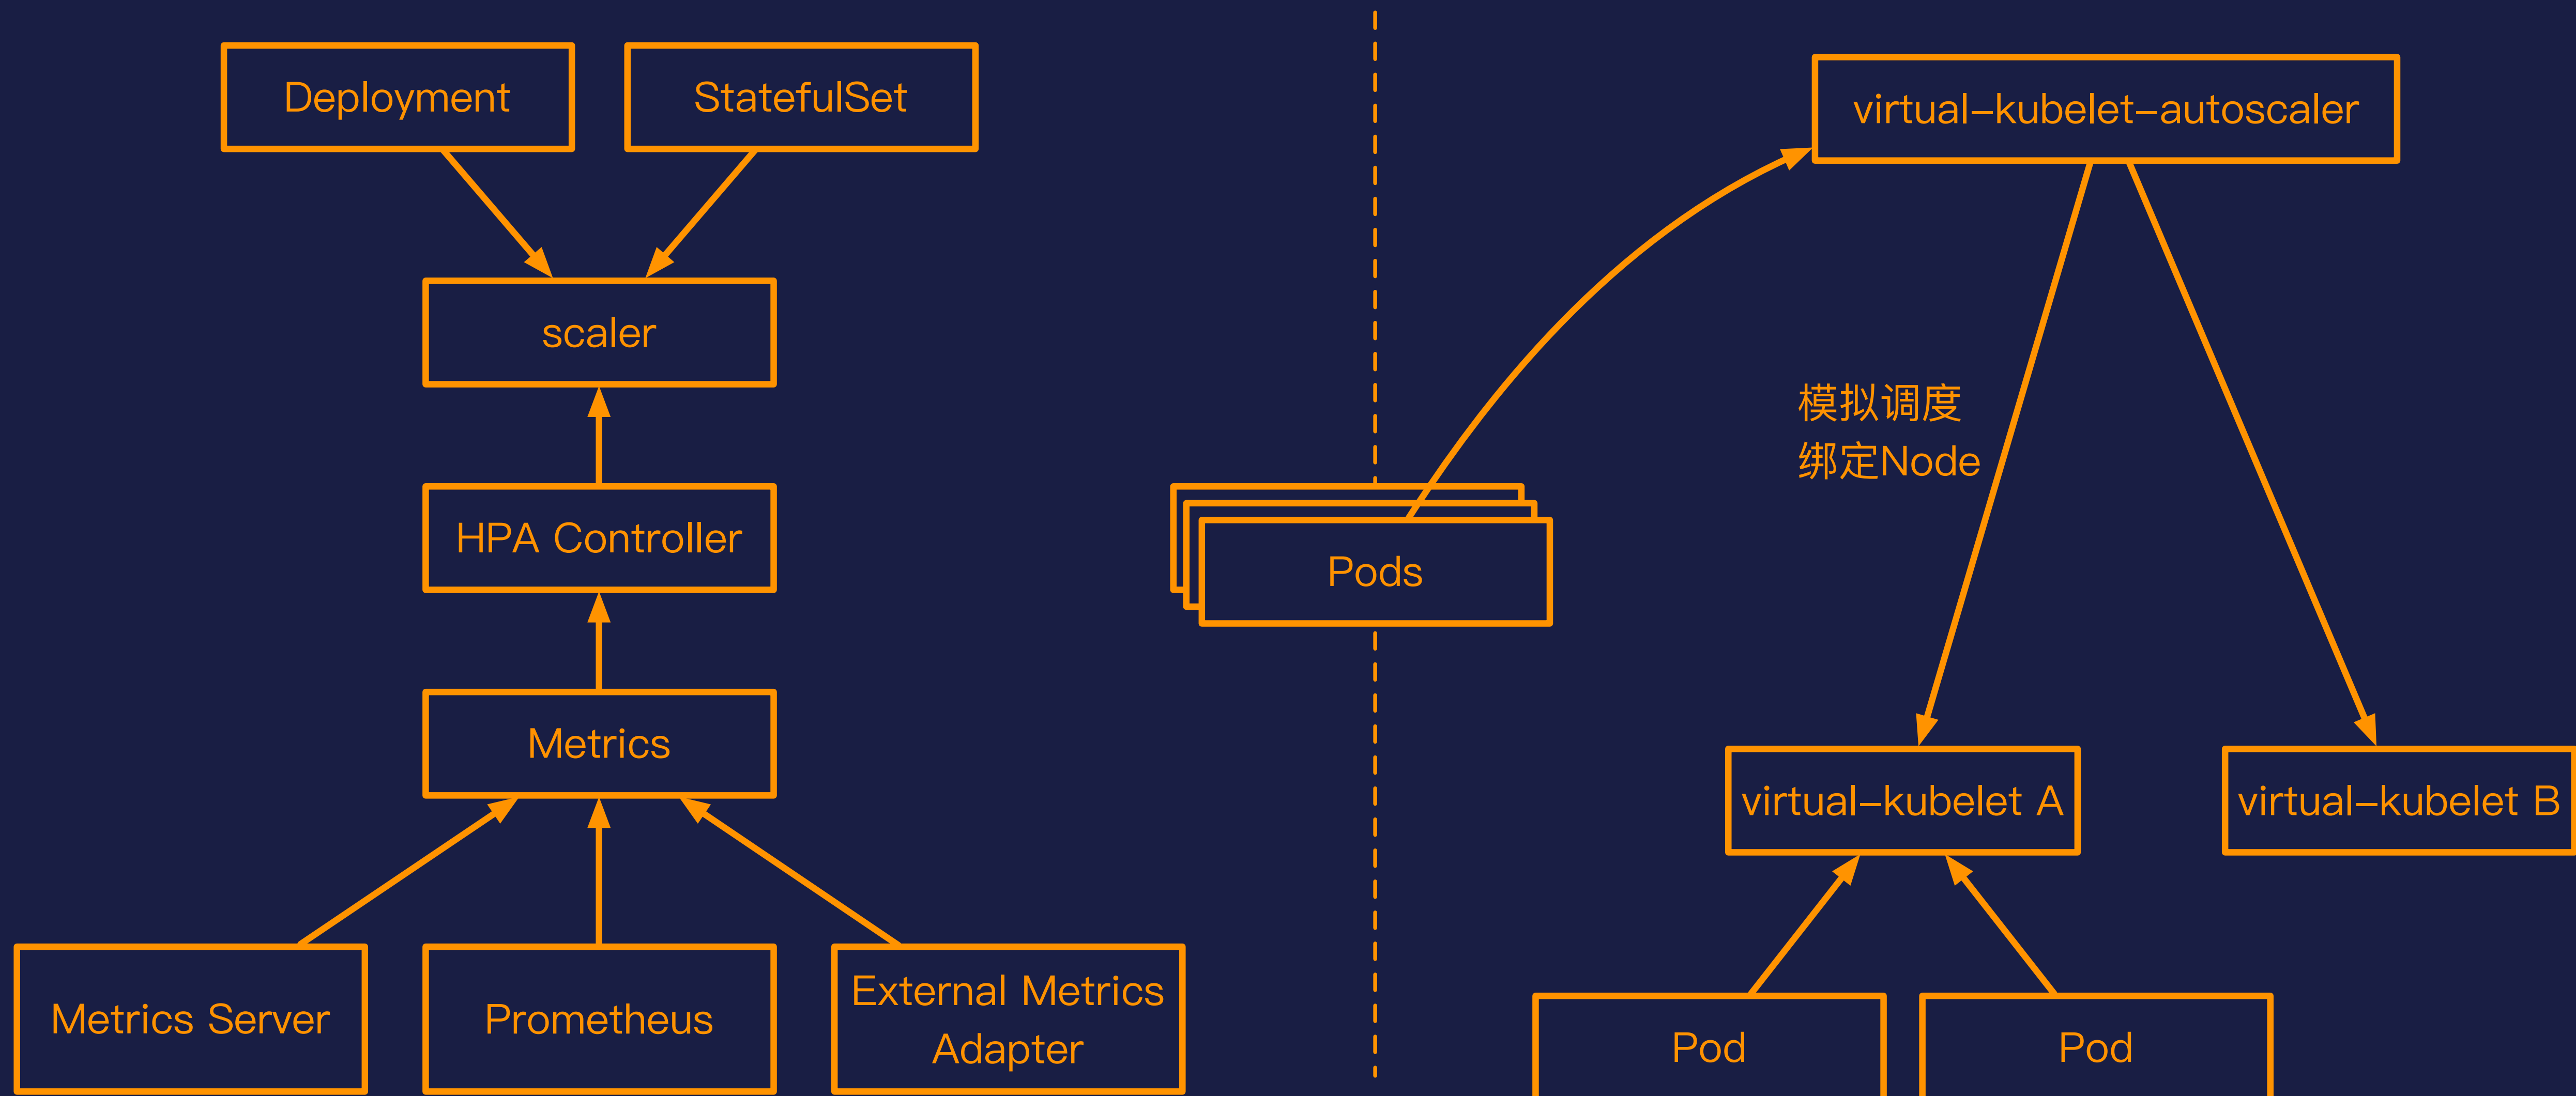 Deployment
StatefulSet
scaler
HPA Controller
Metrics
Metrics Server
Prometheus
External Metrics
Adapter
Pods
virtual-kubelet-autoscaler
模拟调度
绑定Node
virtual-kubelet A
virtual-kubelet B
Pod
Pod